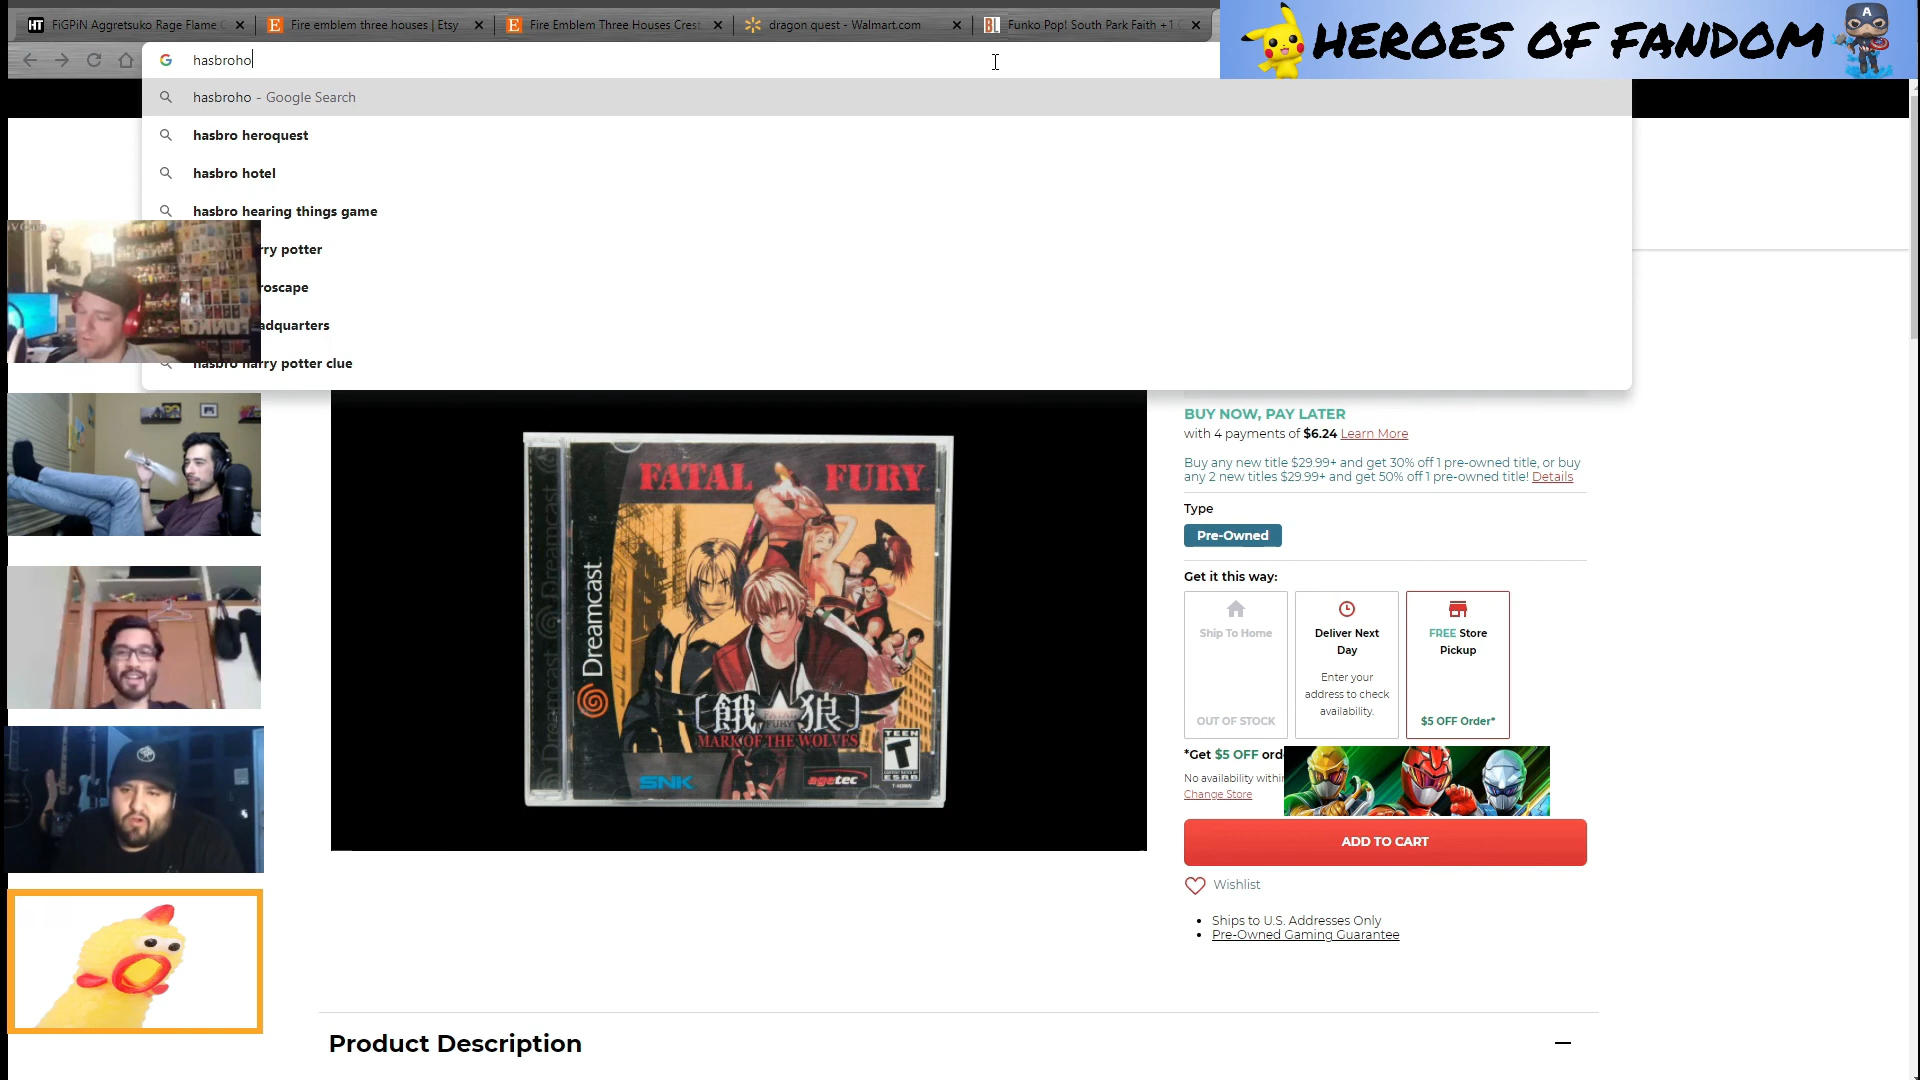 HT FiGPiN Aggretsuko Rage Flame C
Fire emblem three houses | Etsy
Fire Emblem Three Houses Crest
dragon quest - Walmart.com
BL Funko Pop! South Park Faith +1 C
HEROES OF FANDOM
hasbroho
hasbroho - Google Search
hasbro heroquest
hasbro hotel
hasbro hearing things game
rry potter
roscape
adquarters
hasbro harry potter clue
BUY NOW, PAY LATER
with 4 payments of $6.24 Learn More
Buy any new title $29.99+ and get 30% off 1 pre-owned title, or buy
any 2 new titles $29.99+ and get 50% off 1 pre-owned title! Details
Type
Pre-Owned
Get it this way:
Ship To Home
OUT OF STOCK
Deliver Next
Day
Enter your
address to check
availability.
FREE Store
Pickup
$5 OFF Order*
*Get $5 OFF ord
No availability within
Change Store
ADD TO CART
Wishlist
Ships to U.S. Addresses Only
Pre-Owned Gaming Guarantee
FATAL FURY
Dreamcast
Dreamcast
Dreamcast
餓 狼
MARK OF THE WOLVES
SNK
agetec
TEEN
T
ESRB
FUNKO
Product Description